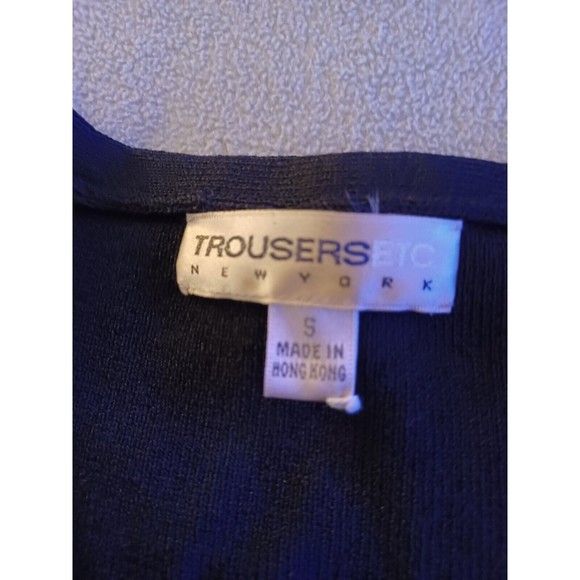 TROUSERSETC
NEW YORK
S
MADE IN
HONG KONG